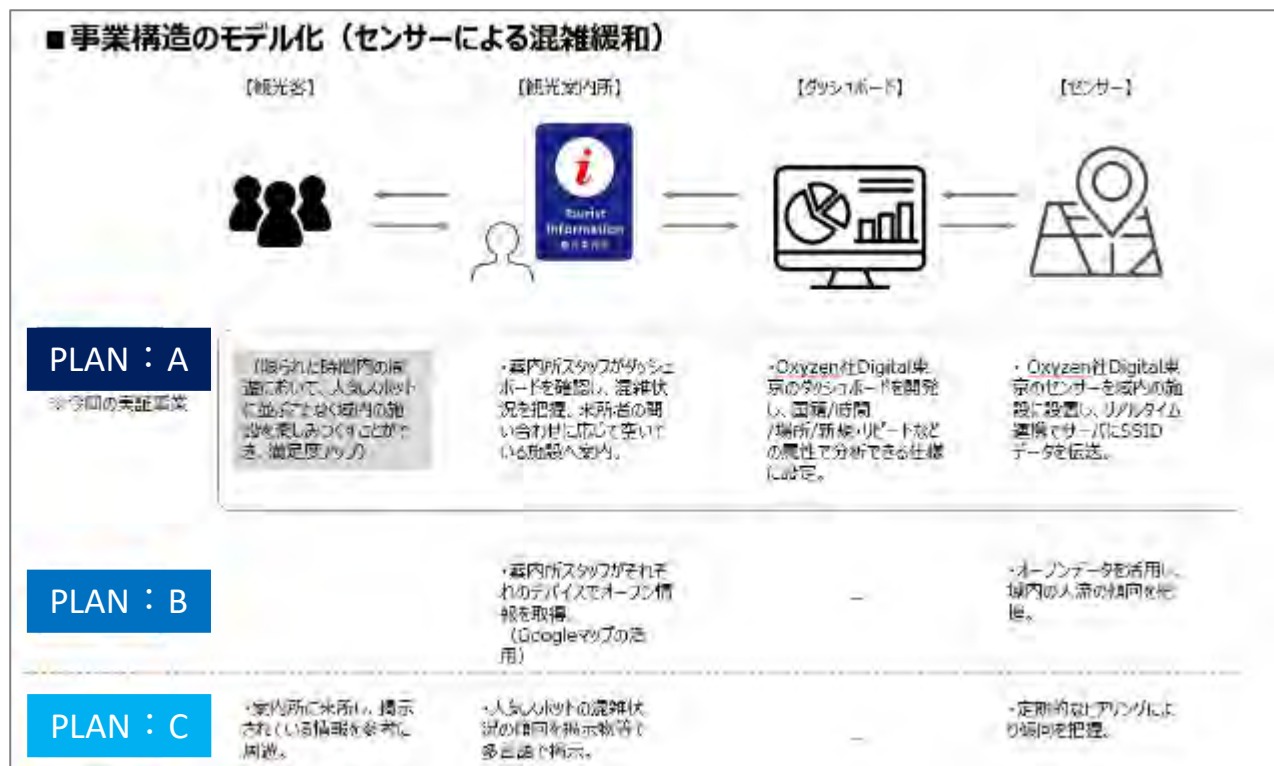 ■事業構造のモデル化（センサーによる混雑緩和）
【観光客】
【観光案内所】
【ダッシュボード】
【センサー】
i
Tourist
Information
観光案内所
PLAN：A
※今回の実証事業
（限られた時間内の周
遊において、人気スポット
に並ぶことなく域内の施
設を楽しみつくすことがで
き、満足度アップ）
・案内所スタッフがダッシュ
ボードを確認し、混雑状
況を把握、来所者の問
い合わせに応じて空いて
いる施設へ案内。
・Oxyzen社Digital東
京のダッシュボードを開発
し、国籍/時間
/場所/新規・リピートなど
の属性で分析できる仕様
に設定。
・Oxyzen社Digital東
京のセンサーを域内の施
設に設置し、リアルタイム
連携でサーバにSSID
データを伝送。
PLAN：B
・案内所スタッフがそれぞ
れのデバイスでオープン情
報を取得。
（Googleマップの活
用）
―
・オープンデータを活用し、
域内の人流の傾向を把
握。
PLAN：C
・案内所に来所し、掲示
されている情報を参考に
周遊。
・人気スポットの混雑状
況の傾向を掲示物等で
多言語で掲示。
―
・定期的なヒアリングによ
り傾向を把握。